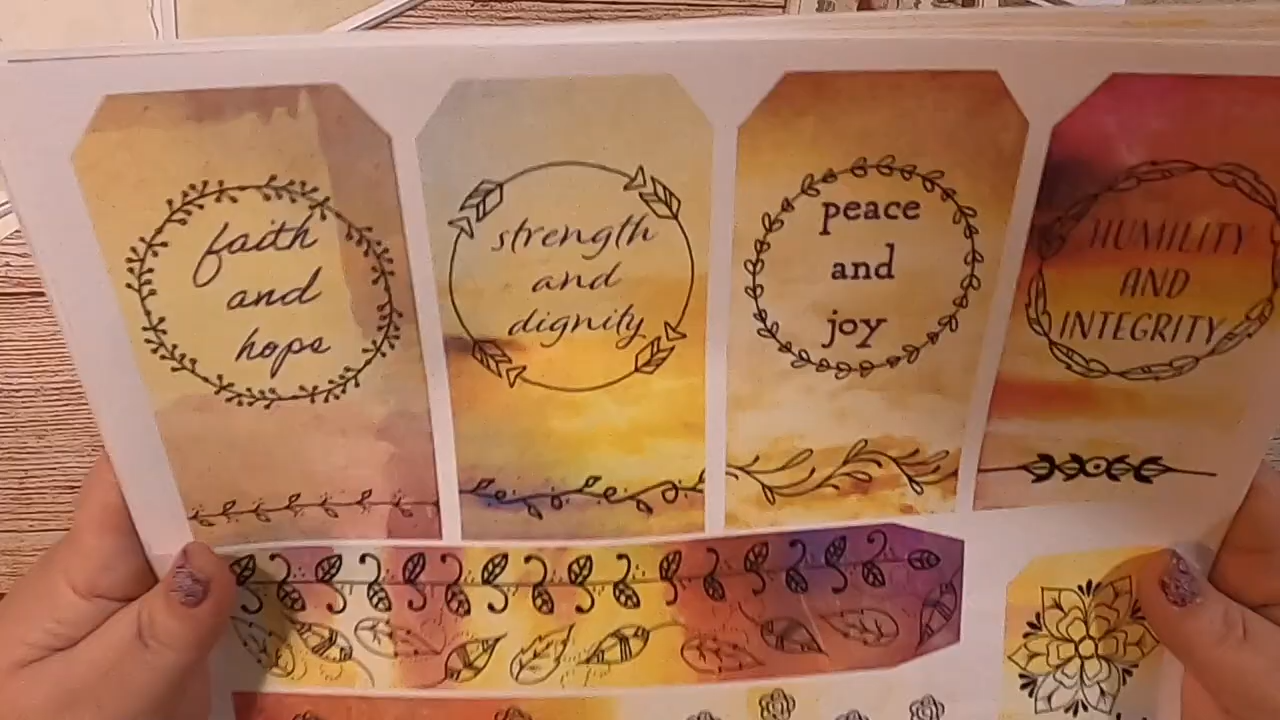 faith
and
hope
strength
and
dignity
peace
and
joy
HUMILITY
AND
INTEGRITY